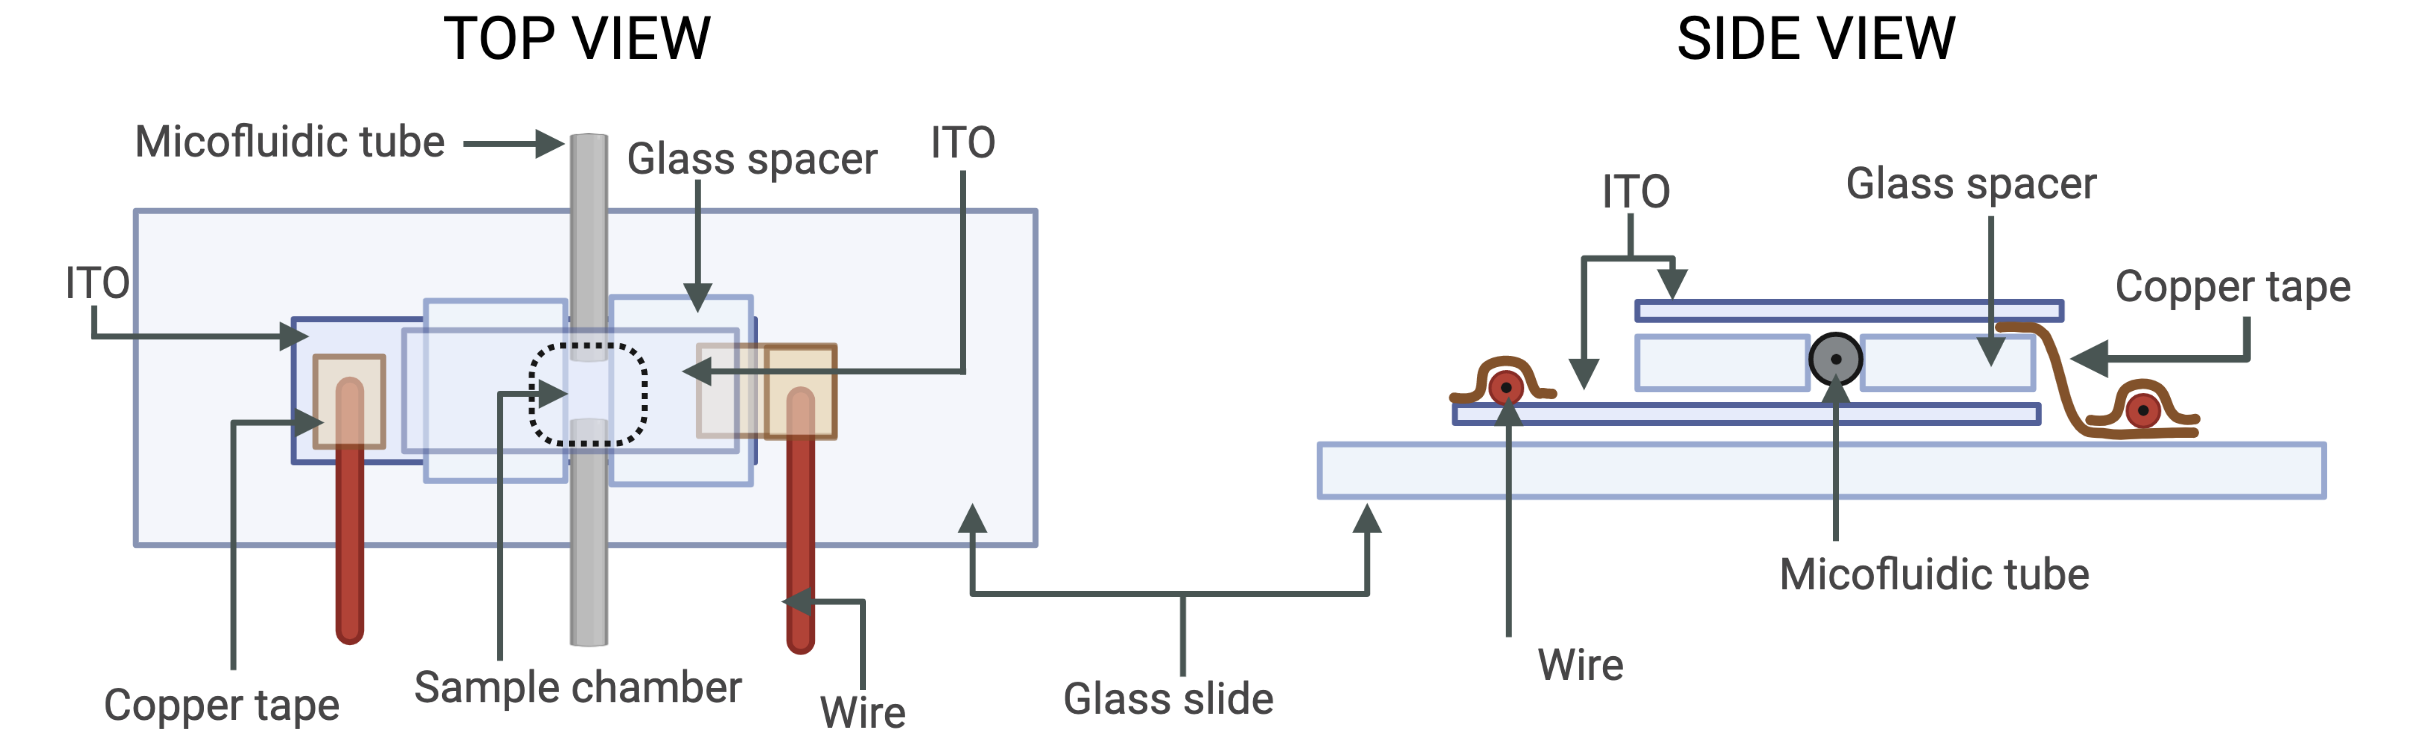 TOP VIEW
SIDE VIEW
Micofluidic tube
Glass spacer
ITO
ITO
Copper tape
Sample chamber
Wire
Glass slide
ITO
Glass spacer
Copper tape
Micofluidic tube
Wire